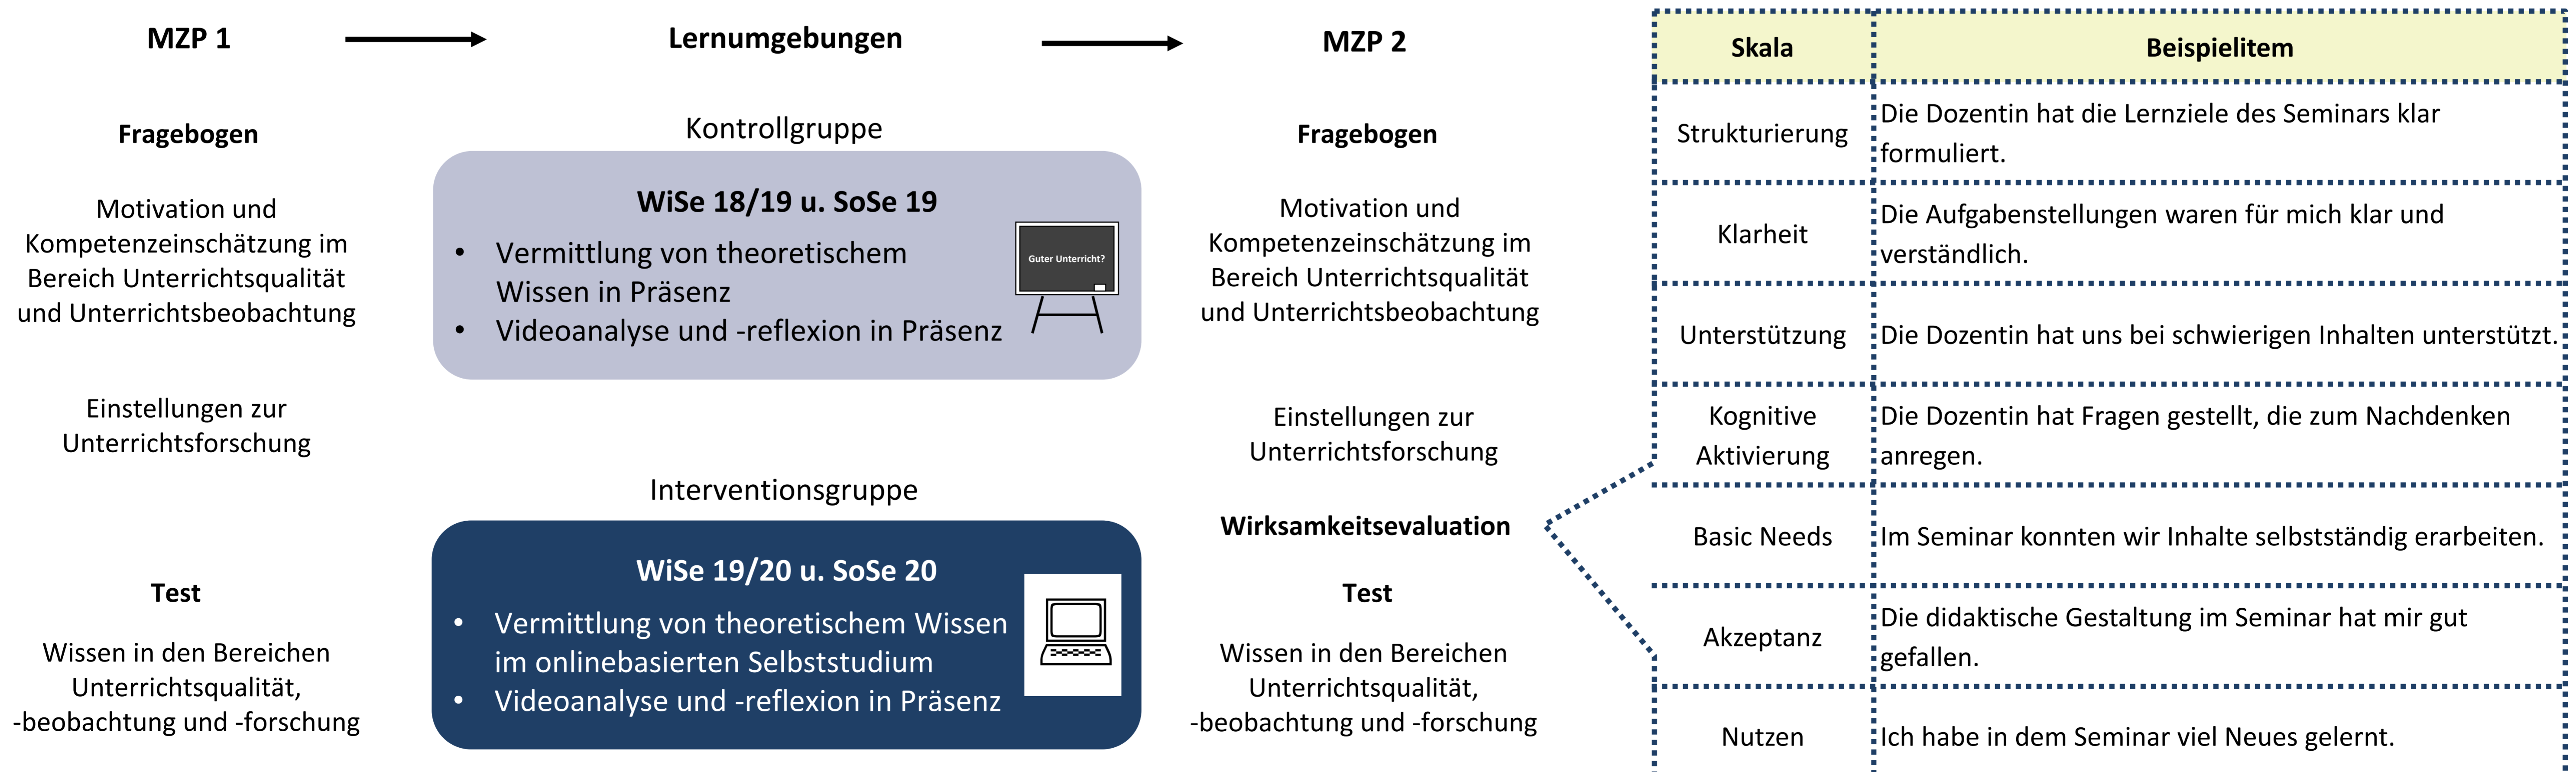 MZP 1
Fragebogen
Motivation und
Kompetenzeinschätzung im
Bereich Unterrichtsqualität
und Unterrichtsbeobachtung
Einstellungen zur
Unterrichtsforschung
Test
Wissen in den Bereichen
Unterrichtsqualität,
-beobachtung und -forschung
Lernumgebungen
Kontrollgruppe
WiSe 18/19 u. SoSe 19
• Vermittlung von theoretischem
Wissen in Präsenz
• Videoanalyse und -reflexion in Präsenz
Guter Unterricht?
Interventionsgruppe
WiSe 19/20 u. SoSe 20
• Vermittlung von theoretischem Wissen
im onlinebasierten Selbststudium
• Videoanalyse und -reflexion in Präsenz
MZP 2
Fragebogen
Motivation und
Kompetenzeinschätzung im
Bereich Unterrichtsqualität
und Unterrichtsbeobachtung
Einstellungen zur
Unterrichtsforschung
Wirksamkeitsevaluation
Test
Wissen in den Bereichen
Unterrichtsqualität,
-beobachtung und -forschung
Skala
Beispielitem
Strukturierung
Die Dozentin hat die Lernziele des Seminars klar
formuliert.
Klarheit
Die Aufgabenstellungen waren für mich klar und
verständlich.
Unterstützung
Die Dozentin hat uns bei schwierigen Inhalten unterstützt.
Kognitive
Aktivierung
Die Dozentin hat Fragen gestellt, die zum Nachdenken
anregen.
Basic Needs
Im Seminar konnten wir Inhalte selbstständig erarbeiten.
Akzeptanz
Die didaktische Gestaltung im Seminar hat mir gut
gefallen.
Nutzen
Ich habe in dem Seminar viel Neues gelernt.